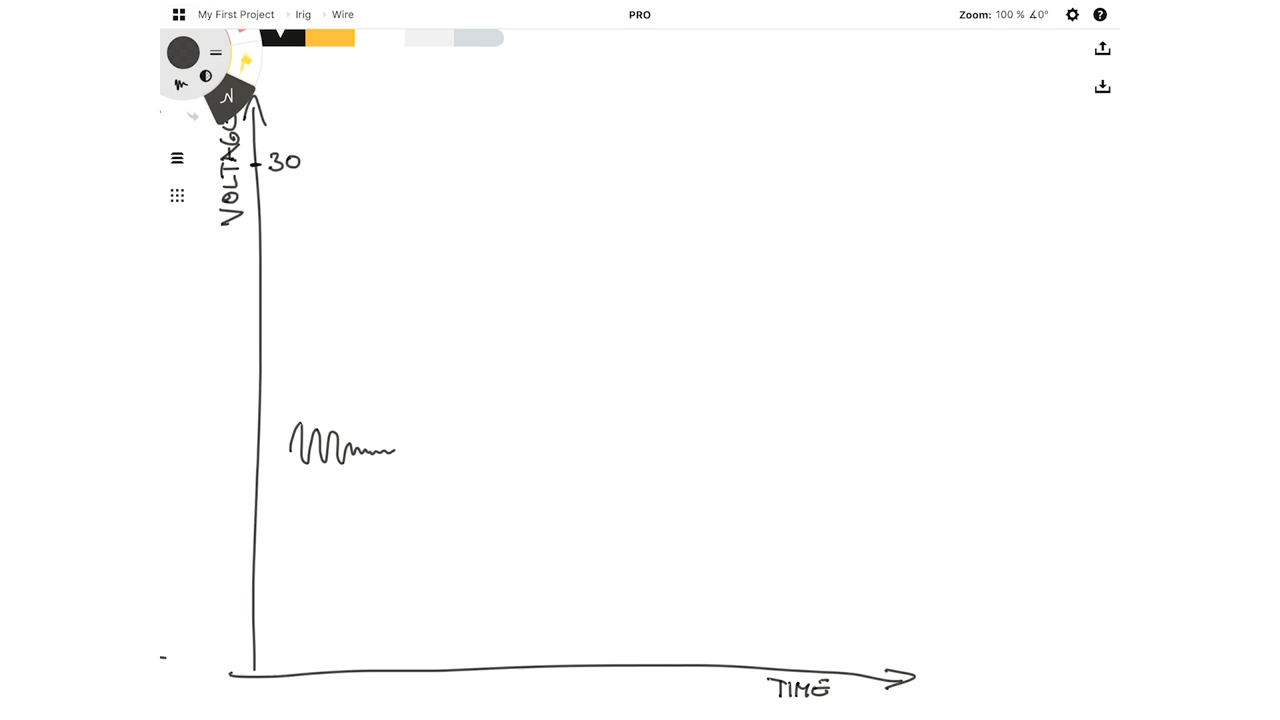 My First Project Irig Wire
PRO
Zoom: 100 % ∡0°
VOLTAGE
30
TIME